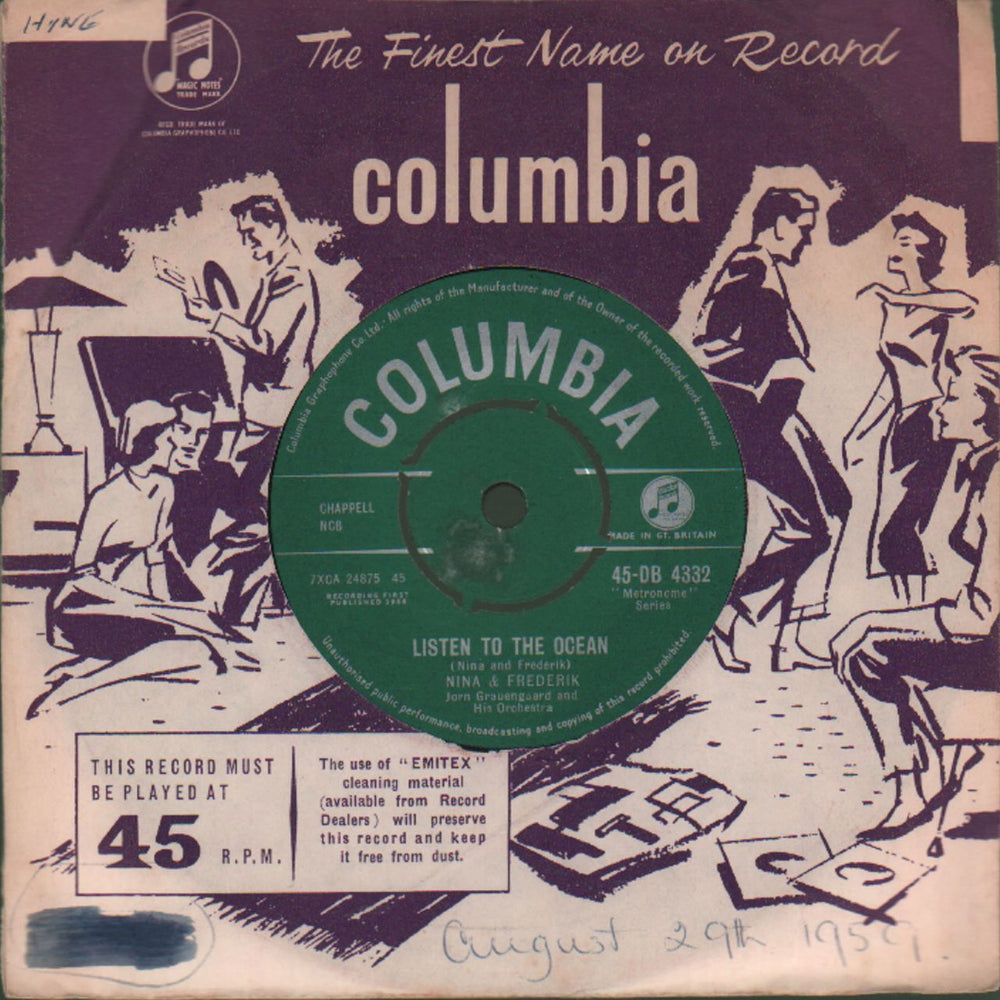 HYNE
Columbia
Records
"MAGIC NOTES"
TRADE MARK
REGD. TRADE MARK OF
COLUMBIA GRAPHOPHONE CO. LTD.
The Finest Name on Record
columbia
Columbia Graphophone Co. Ltd. · All rights of the Manufacturer and of the Owner of the recorded work reserved.
COLUMBIA
CHAPPELL
NCB
MADE IN GT. BRITAIN
7XCA 24875 45
45-DB 4332
RECORDING FIRST
PUBLISHED
"Metronome"
Series
LISTEN TO THE OCEAN
(Nina and Frederik)
NINA & FREDERIK
Jorn Grauengaard and
His Orchestra
Unauthorised public performance, broadcasting and copying of this record prohibited.
THIS RECORD MUST
BE PLAYED AT
45 R.P.M.
The use of "EMITEX"
cleaning material
(available from Record
Dealers) will preserve
this record and keep
it free from dust.
C
C
August 29th 1959.